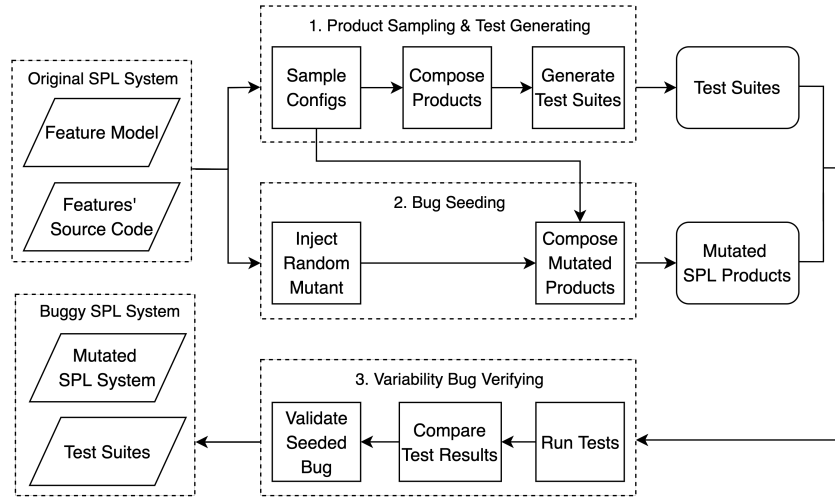 1. Product Sampling & Test Generating
Original SPL System
Feature Model
Features'
Source Code
Sample
Configs
Compose
Products
Generate
Test Suites
Test Suites
2. Bug Seeding
Inject
Random
Mutant
Compose
Mutated
Products
Mutated
SPL Products
Buggy SPL System
Mutated
SPL System
Test Suites
3. Variability Bug Verifying
Validate
Seeded
Bug
Compare
Test Results
Run Tests